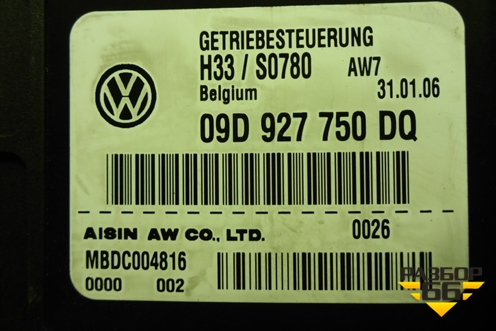 GETRIEBESTEUERUNG
H33 / S0780 AW7
Belgium 31.01.06
09D 927 750 DQ
AISIN AW CO., LTD. 0026
MBDC004816
0000 002
РАЗБОР
66